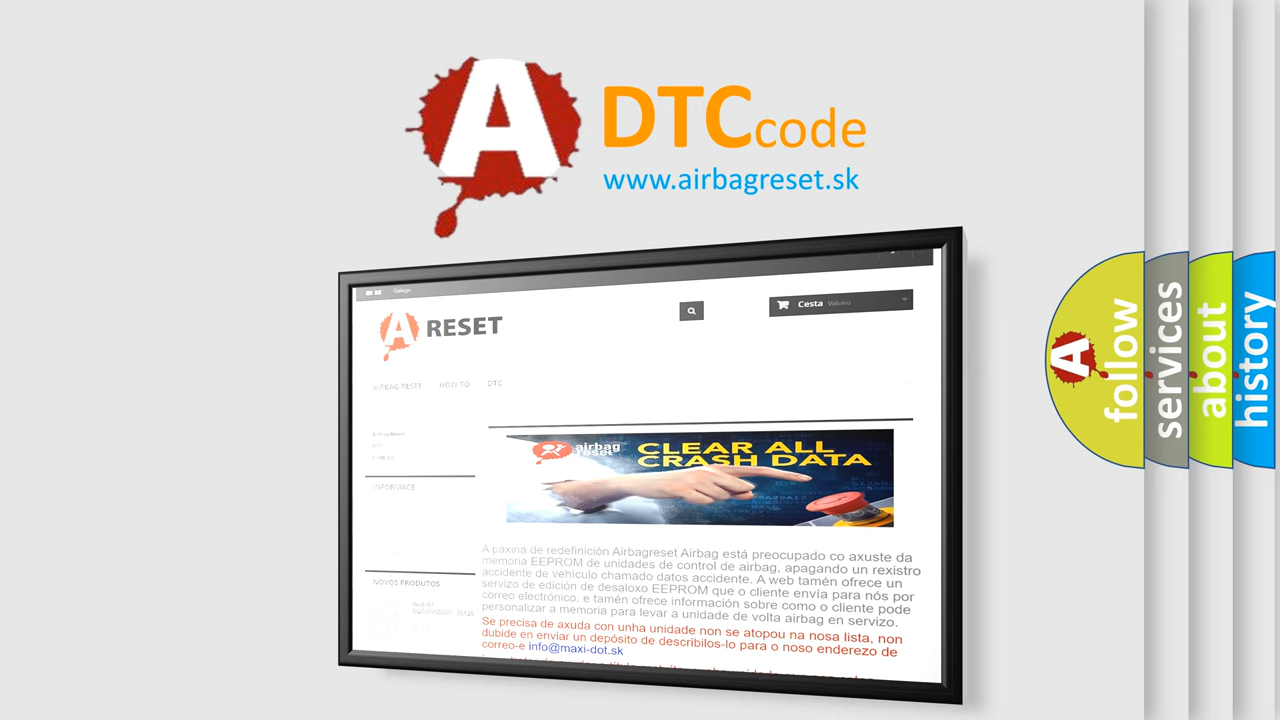 A DTC code
www.airbagreset.sk
Galego
A RESET
Cesta Valeiro
AIRBAG RESET HOW TO DTC
INFORMACE
airbag
reset
CLEAR ALL
CRASH DATA
A páxina de redefinición Airbagreset Airbag está preocupado co axuste da
memoria EEPROM de unidades de control de airbag, apagando un rexistro
accidente de vehículo chamado datos accidente. A web tamén ofrece un
servizo de edición de desaloxo EEPROM que o cliente envía para nós por
correo electrónico, e tamén ofrece información sobre como o cliente pode
personalizar a memoria para levar a unidade de volta airbag en servizo.
Se precisa de axuda con unha unidade non se atopou na nosa lista, non
dubide en enviar un depósito de describilos-lo para o noso enderezo de
correo-e info@maxi-dot.sk
NOVOS PRODUTOS
A follow
services
about
history